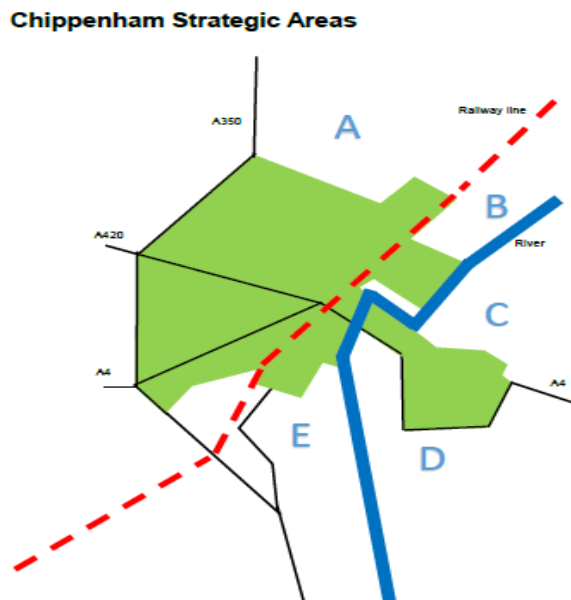 Chippenham Strategic Areas
A
Railway line
A350
B
A420
River
C
A4
A4
E
D